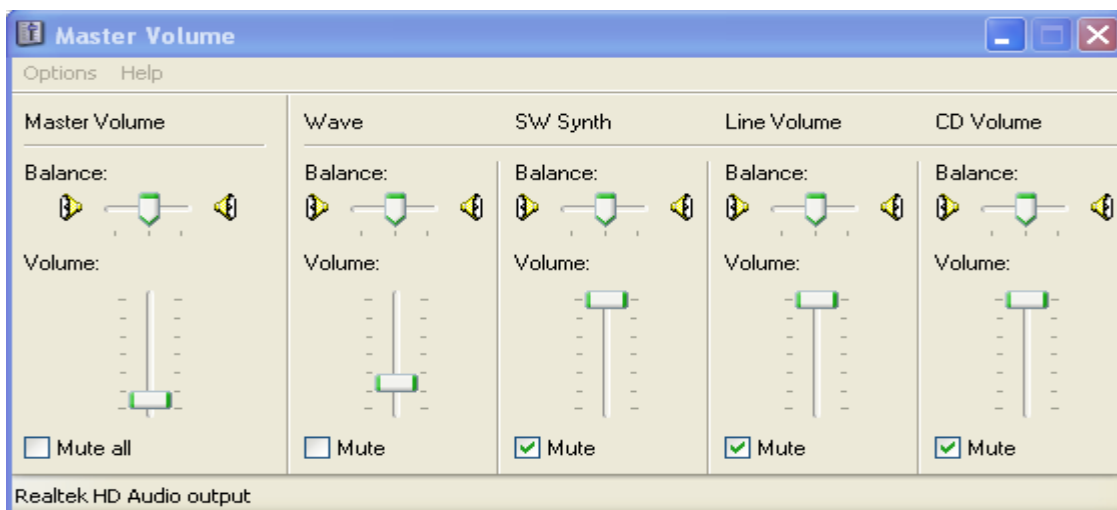 Master Volume
Options Help
Master Volume Wave SW Synth Line Volume CD Volume
Balance: Balance: Balance: Balance: Balance:
Volume: Volume: Volume: Volume: Volume:
Mute all Mute Mute Mute Mute
Realtek HD Audio output